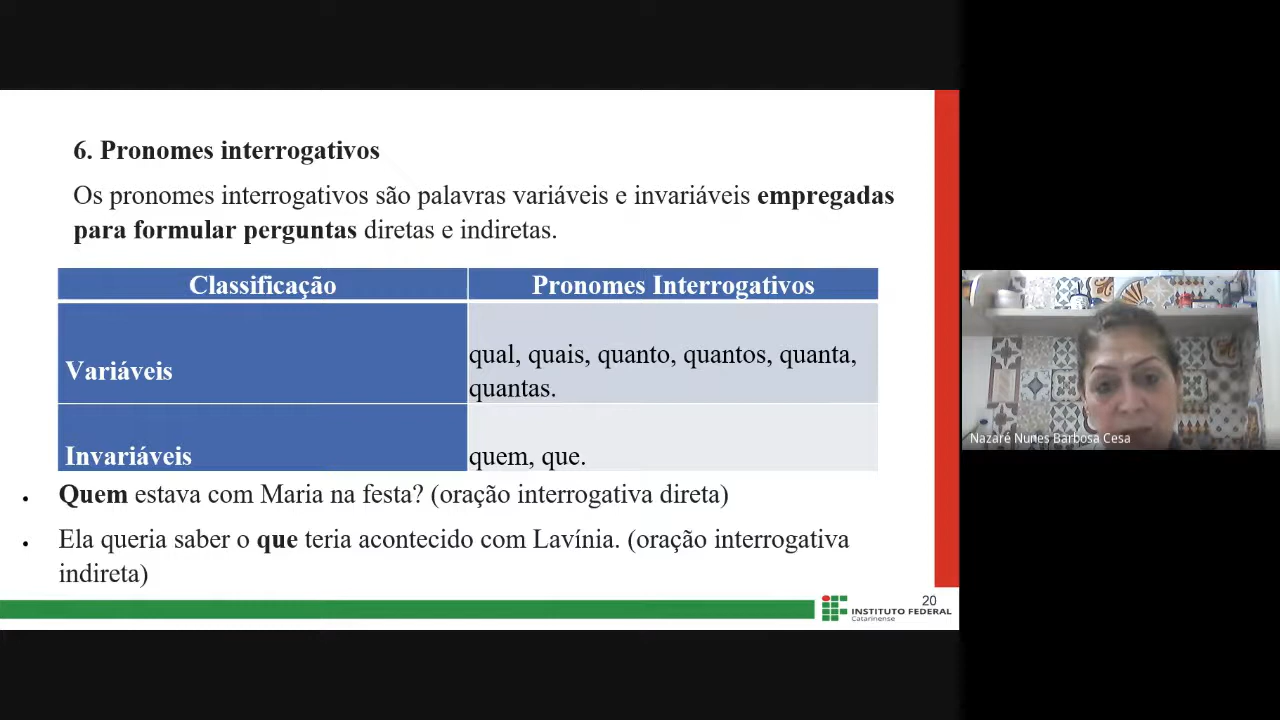 6. Pronomes interrogativos
Os pronomes interrogativos são palavras variáveis e invariáveis empregadas
para formular perguntas diretas e indiretas.
Classificação
Pronomes Interrogativos
Variáveis
qual, quais, quanto, quantos, quanta,
quantas.
Invariáveis
quem, que.
• Quem estava com Maria na festa? (oração interrogativa direta)
• Ela queria saber o que teria acontecido com Lavínia. (oração interrogativa
indireta)
20
INSTITUTO FEDERAL
Catarinense
Nazaré Nunes Barbosa Cesa